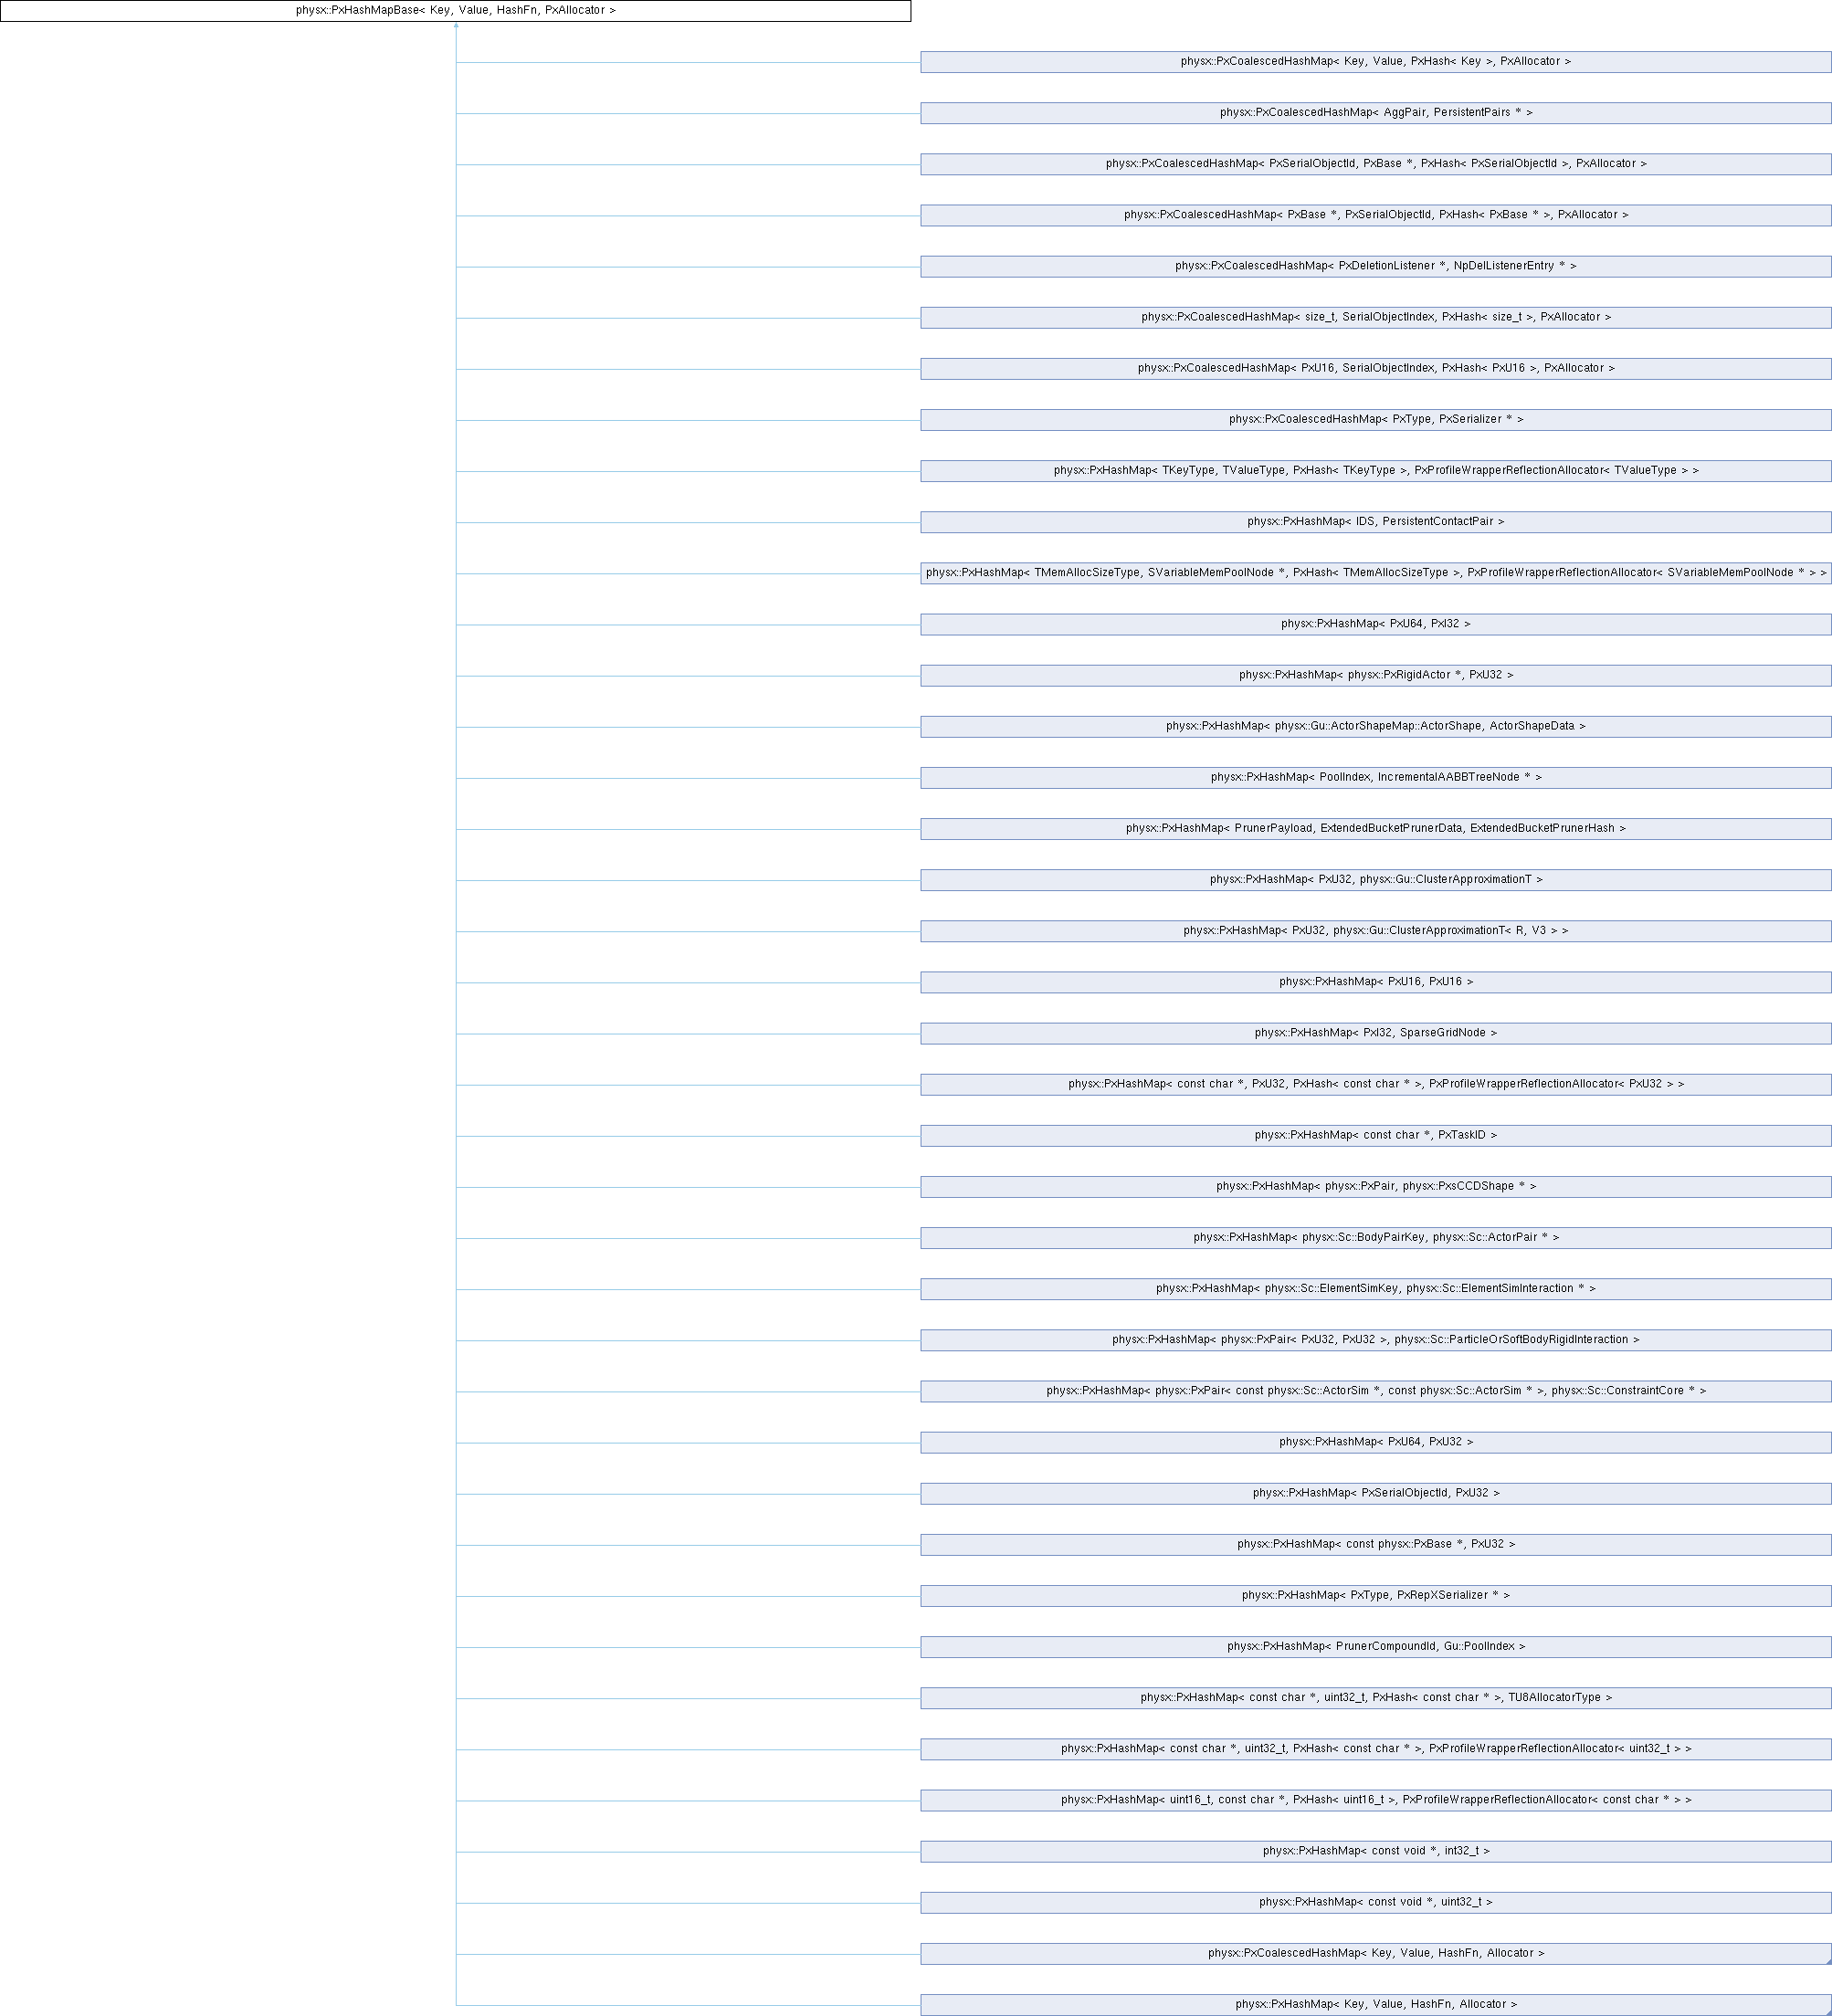 physx::PxHashMapBase< Key, Value, HashFn, PxAllocator >
physx::PxCoalescedHashMap< Key, Value, PxHash< Key >, PxAllocator >
physx::PxCoalescedHashMap< AggPair, PersistentPairs * >
physx::PxCoalescedHashMap< PxSerialObjectId, PxBase *, PxHash< PxSerialObjectId >, PxAllocator >
physx::PxCoalescedHashMap< PxBase *, PxSerialObjectId, PxHash< PxBase * >, PxAllocator >
physx::PxCoalescedHashMap< PxDeletionListener *, NpDelListenerEntry * >
physx::PxCoalescedHashMap< size_t, SerialObjectIndex, PxHash< size_t >, PxAllocator >
physx::PxCoalescedHashMap< PxU16, SerialObjectIndex, PxHash< PxU16 >, PxAllocator >
physx::PxCoalescedHashMap< PxType, PxSerializer * >
physx::PxHashMap< TKeyType, TValueType, PxHash< TKeyType >, PxProfileWrapperReflectionAllocator< TValueType > >
physx::PxHashMap< IDS, PersistentContactPair >
physx::PxHashMap< TMemAllocSizeType, SVariableMemPoolNode *, PxHash< TMemAllocSizeType >, PxProfileWrapperReflectionAllocator< SVariableMemPoolNode * > >
physx::PxHashMap< PxU64, PxI32 >
physx::PxHashMap< physx::PxRigidActor *, PxU32 >
physx::PxHashMap< physx::Gu::ActorShapeMap::ActorShape, ActorShapeData >
physx::PxHashMap< PoolIndex, IncrementalAABBTreeNode * >
physx::PxHashMap< PrunerPayload, ExtendedBucketPrunerData, ExtendedBucketPrunerHash >
physx::PxHashMap< PxU32, physx::Gu::ClusterApproximationT >
physx::PxHashMap< PxU32, physx::Gu::ClusterApproximationT< R, V3 > >
physx::PxHashMap< PxU16, PxU16 >
physx::PxHashMap< PxI32, SparseGridNode >
physx::PxHashMap< const char *, PxU32, PxHash< const char * >, PxProfileWrapperReflectionAllocator< PxU32 > >
physx::PxHashMap< const char *, PxTaskID >
physx::PxHashMap< physx::PxPair, physx::PxsCCDShape * >
physx::PxHashMap< physx::Sc::BodyPairKey, physx::Sc::ActorPair * >
physx::PxHashMap< physx::Sc::ElementSimKey, physx::Sc::ElementSimInteraction * >
physx::PxHashMap< physx::PxPair< PxU32, PxU32 >, physx::Sc::ParticleOrSoftBodyRigidInteraction >
physx::PxHashMap< physx::PxPair< const physx::Sc::ActorSim *, const physx::Sc::ActorSim * >, physx::Sc::ConstraintCore * >
physx::PxHashMap< PxU64, PxU32 >
physx::PxHashMap< PxSerialObjectId, PxU32 >
physx::PxHashMap< const physx::PxBase *, PxU32 >
physx::PxHashMap< PxType, PxRepXSerializer * >
physx::PxHashMap< PrunerCompoundId, Gu::PoolIndex >
physx::PxHashMap< const char *, uint32_t, PxHash< const char * >, TU8AllocatorType >
physx::PxHashMap< const char *, uint32_t, PxHash< const char * >, PxProfileWrapperReflectionAllocator< uint32_t > >
physx::PxHashMap< uint16_t, const char *, PxHash< uint16_t >, PxProfileWrapperReflectionAllocator< const char * > >
physx::PxHashMap< const void *, int32_t >
physx::PxHashMap< const void *, uint32_t >
physx::PxCoalescedHashMap< Key, Value, HashFn, Allocator >
physx::PxHashMap< Key, Value, HashFn, Allocator >